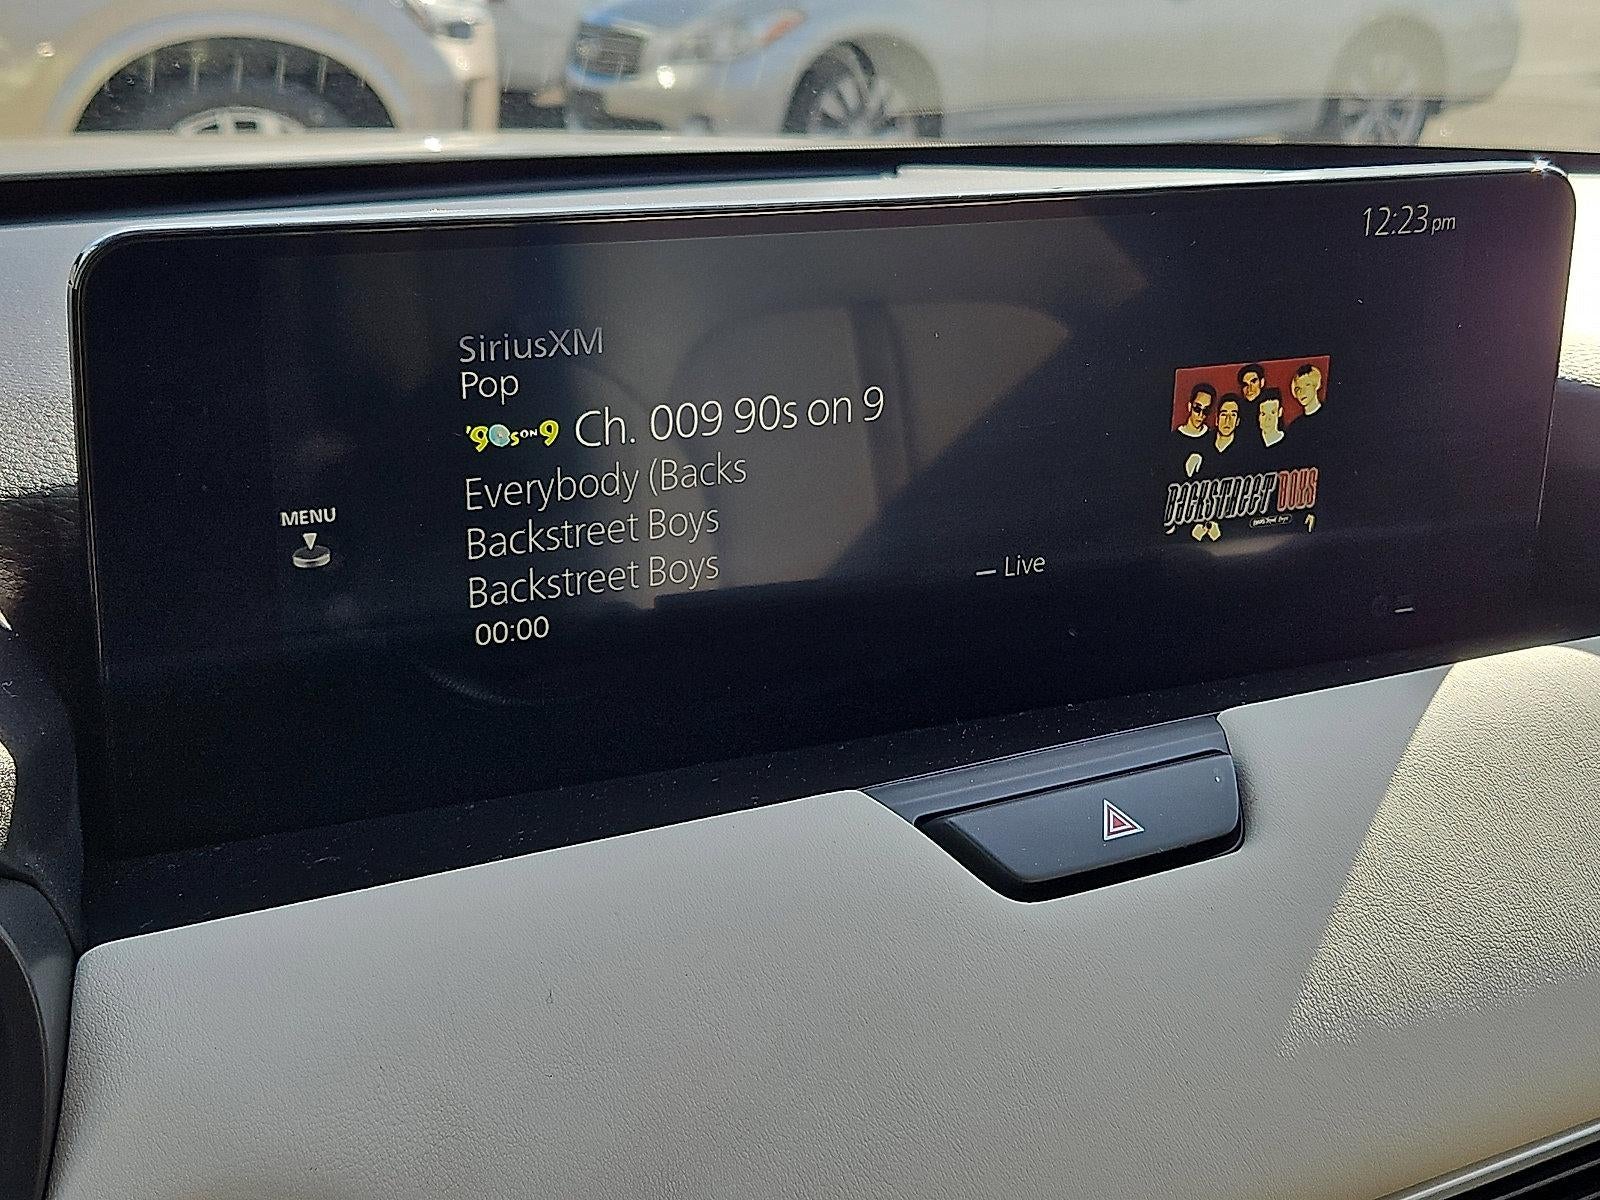 12:23 pm
SiriusXM
Pop
'90s ON 9 Ch. 009 90s on 9
Everybody (Backs
Backstreet Boys
Backstreet Boys
00:00
Live
MENU
BACKSTREET BOYS